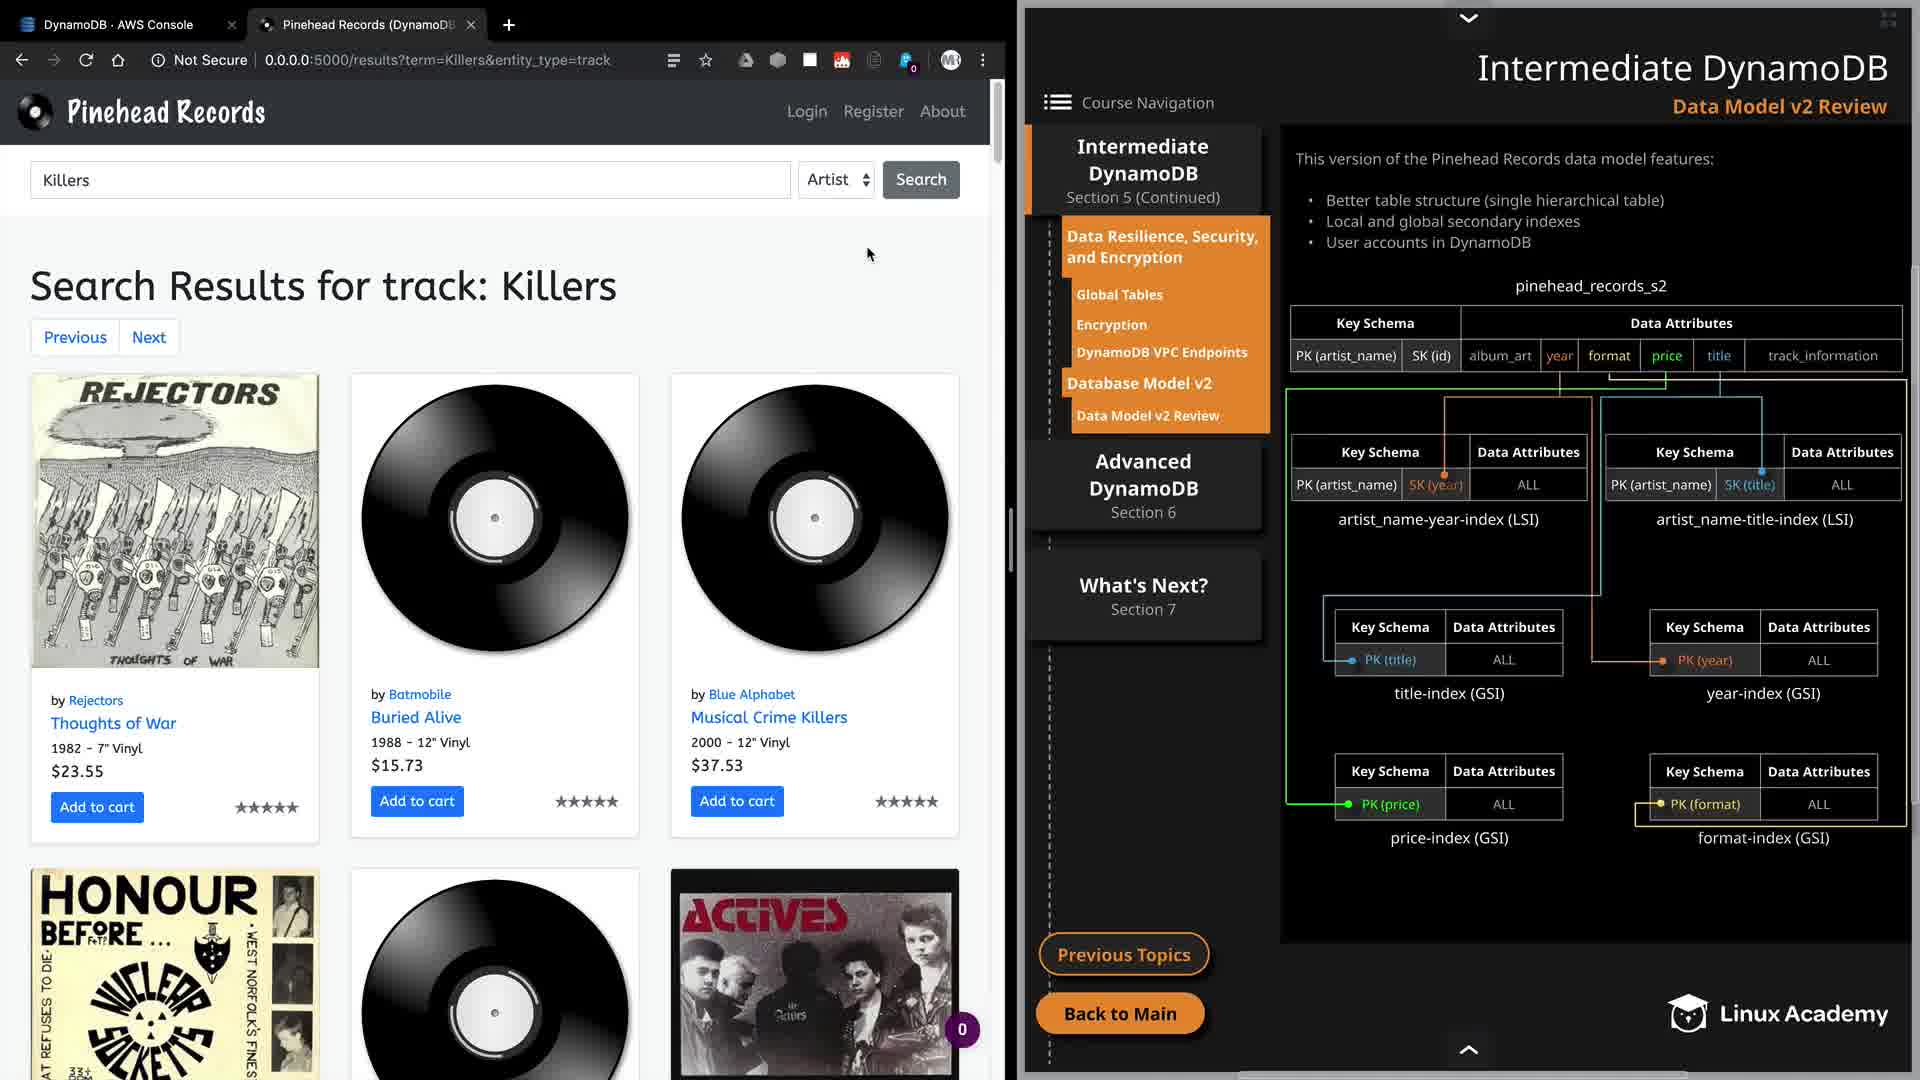 DynamoDB · AWS Console
Pinehead Records (DynamoDB
Not Secure
0.0.0.0:5000/results?term=Killers&entity_type=track
0
Pinehead Records
Login
Register
About
Killers
Artist
Search
Search Results for track: Killers
Previous
Next
REJECTORS
THOUGHTS OF WAR
by Rejectors
Thoughts of War
1982 - 7" Vinyl
$23.55
Add to cart
★★★★★
by Batmobile
Buried Alive
1988 - 12" Vinyl
$15.73
Add to cart
★★★★★
by Blue Alphabet
Musical Crime Killers
2000 - 12" Vinyl
$37.53
Add to cart
★★★★★
HONOUR
BEFORE ...
NUCLEAR
SOCKETTS
AT REFUSES TO DIE
WEST NORFOLK'S FINES
ACTIVES
0
Intermediate DynamoDB
Data Model v2 Review
Course Navigation
Intermediate
DynamoDB
Section 5 (Continued)
Data Resilience, Security,
and Encryption
Global Tables
Encryption
DynamoDB VPC Endpoints
Database Model v2
Data Model v2 Review
Advanced
DynamoDB
Section 6
What's Next?
Section 7
Previous Topics
Back to Main
This version of the Pinehead Records data model features:
• Better table structure (single hierarchical table)
• Local and global secondary indexes
• User accounts in DynamoDB
pinehead_records_s2
Key Schema
Data Attributes
PK (artist_name)
SK (id)
album_art
year
format
price
title
track_information
Key Schema
Data Attributes
PK (artist_name)
SK (year)
ALL
artist_name-year-index (LSI)
Key Schema
Data Attributes
PK (artist_name)
SK (title)
ALL
artist_name-title-index (LSI)
Key Schema
Data Attributes
PK (title)
ALL
title-index (GSI)
Key Schema
Data Attributes
PK (year)
ALL
year-index (GSI)
Key Schema
Data Attributes
PK (price)
ALL
price-index (GSI)
Key Schema
Data Attributes
PK (format)
ALL
format-index (GSI)
Linux Academy